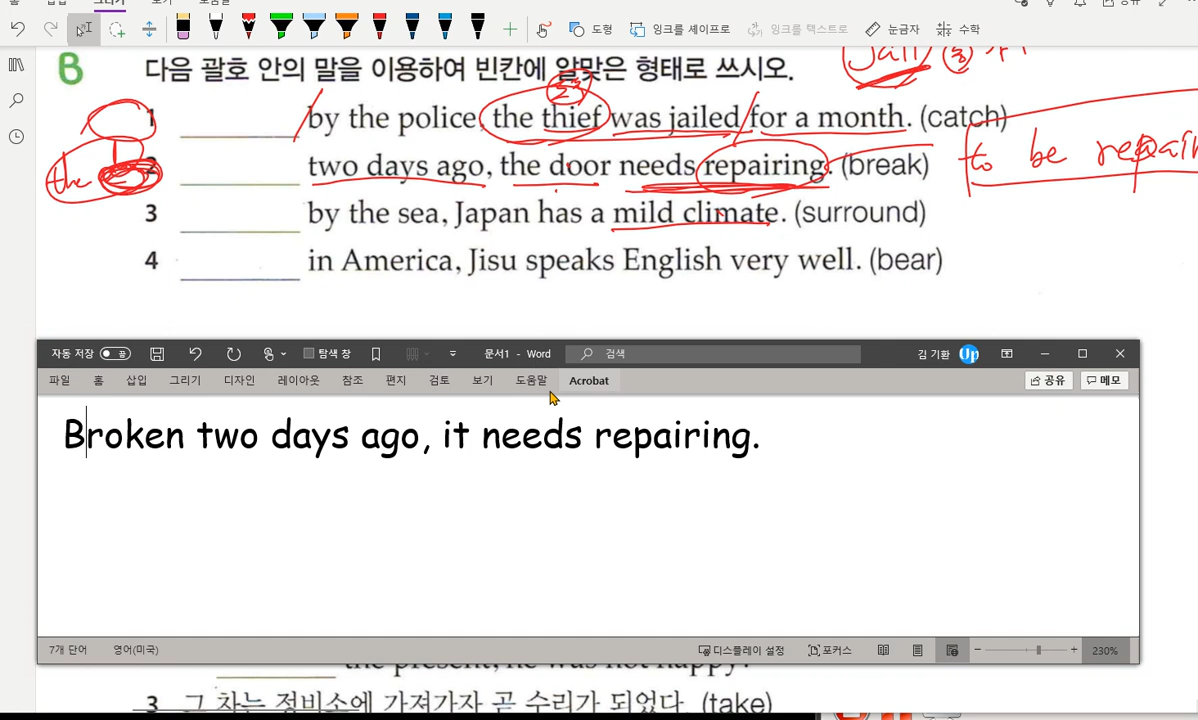 그리기
잉크를 셰이프로
잉크를 텍스트로
도형
눈금자
수학
B 다음 괄호 안의 말을 이용하여 빈칸에 알맞은 형태로 쓰시오.
Jail
1 by the police, the thief was jailed for a month. (catch)
the
2 two days ago, the door needs repairing. (break)
to be repair
3 by the sea, Japan has a mild climate. (surround)
4 in America, Jisu speaks English very well. (bear)
자동 저장 끔 탐색 창 문서1 - Word 검색 김 기환 Up
파일 홈 삽입 그리기 디자인 레이아웃 참조 편지 검토 보기 도움말 Acrobat 공유 메모
Broken two days ago, it needs repairing.
7개 단어 영어(미국) 디스플레이 설정 포커스 230%
the present, he was not happy.
3 그 차는 정비소에 가져가자 곧 수리가 되었다. (take)